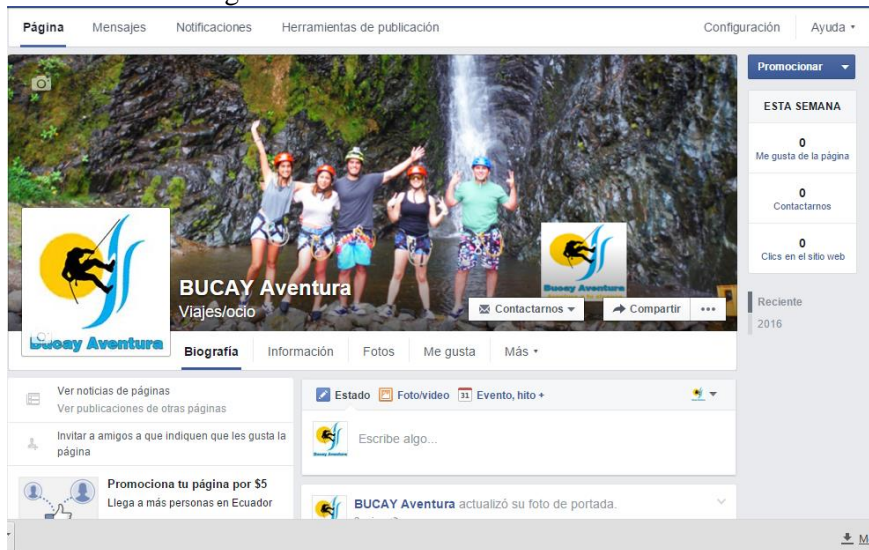 Página Mensajes Notificaciones Herramientas de publicación Configuración Ayuda
Promocionar
ESTA SEMANA
0
Me gusta de la página
0
Contactarnos
0
Clics en el sitio web
Reciente
2016
Bucay Aventura
BUCAY Aventura
Viajes/ocio
Bucay Aventura
Contactarnos Compartir
Biografía Información Fotos Me gusta Más
Ver noticias de páginas
Ver publicaciones de otras páginas
Invitar a amigos a que indiquen que les gusta la
página
Promociona tu página por $5
Llega a más personas en Ecuador
Estado Foto/video 31 Evento, hito +
Escribe algo...
BUCAY Aventura actualizó su foto de portada.